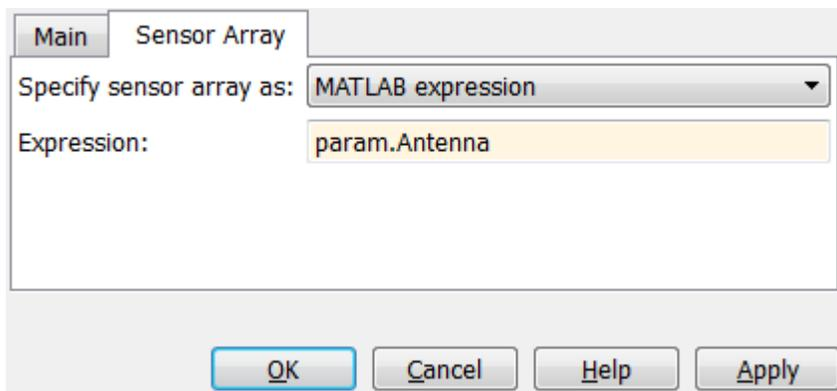 Main Sensor Array
Specify sensor array as: MATLAB expression
Expression: param.Antenna
OK Cancel Help Apply